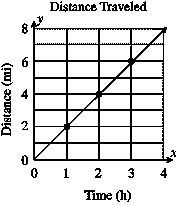 Distance Traveled
y
8
6
4
2
0
Distance (mi)
0 1 2 3 4
x
Time (h)